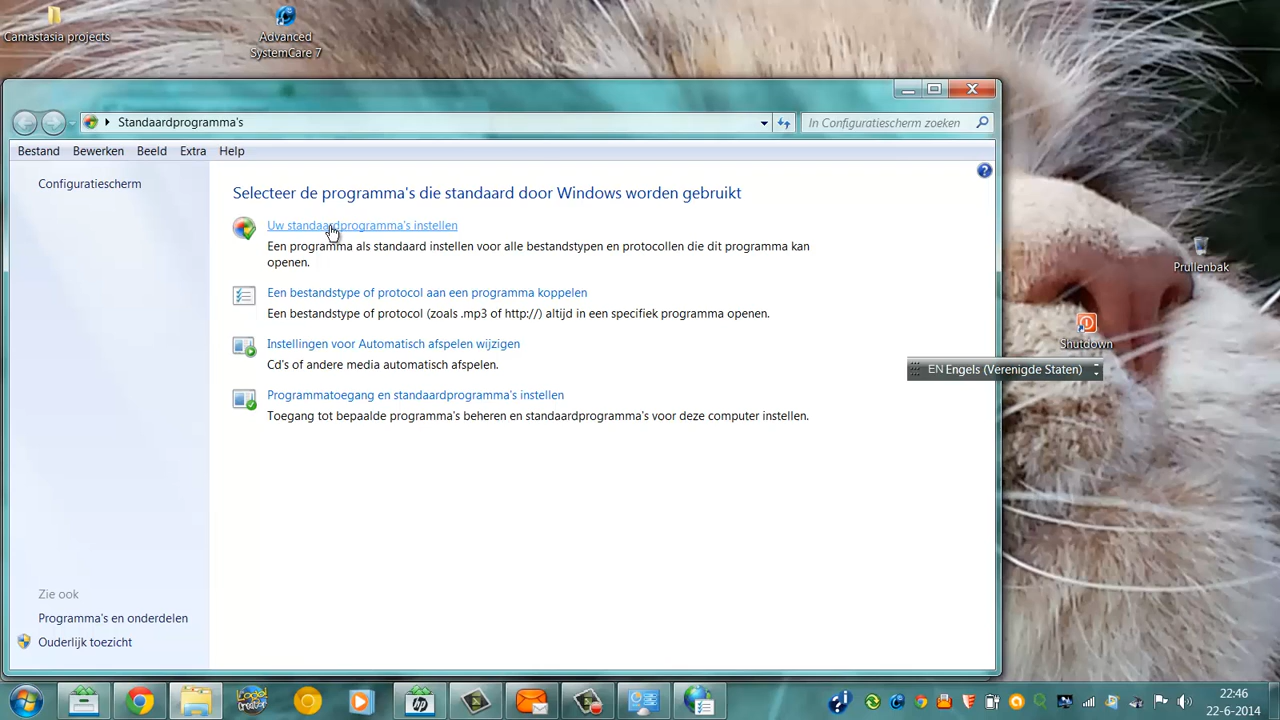 Camastasia projects
Advanced
SystemCare 7
Standaardprogramma's
In Configuratiescherm zoeken
Bestand Bewerken Beeld Extra Help
Configuratiescherm
Selecteer de programma's die standaard door Windows worden gebruikt
Uw standaardprogramma's instellen
Een programma als standaard instellen voor alle bestandstypen en protocollen die dit programma kan
openen.
Een bestandstype of protocol aan een programma koppelen
Een bestandstype of protocol (zoals .mp3 of http://) altijd in een specifiek programma openen.
Instellingen voor Automatisch afspelen wijzigen
Cd's of andere media automatisch afspelen.
Programmatoegang en standaardprogramma's instellen
Toegang tot bepaalde programma's beheren en standaardprogramma's voor deze computer instellen.
Zie ook
Programma's en onderdelen
Ouderlijk toezicht
Prullenbak
Shutdown
EN Engels (Verenigde Staten)
hp
22:46
22-6-2014